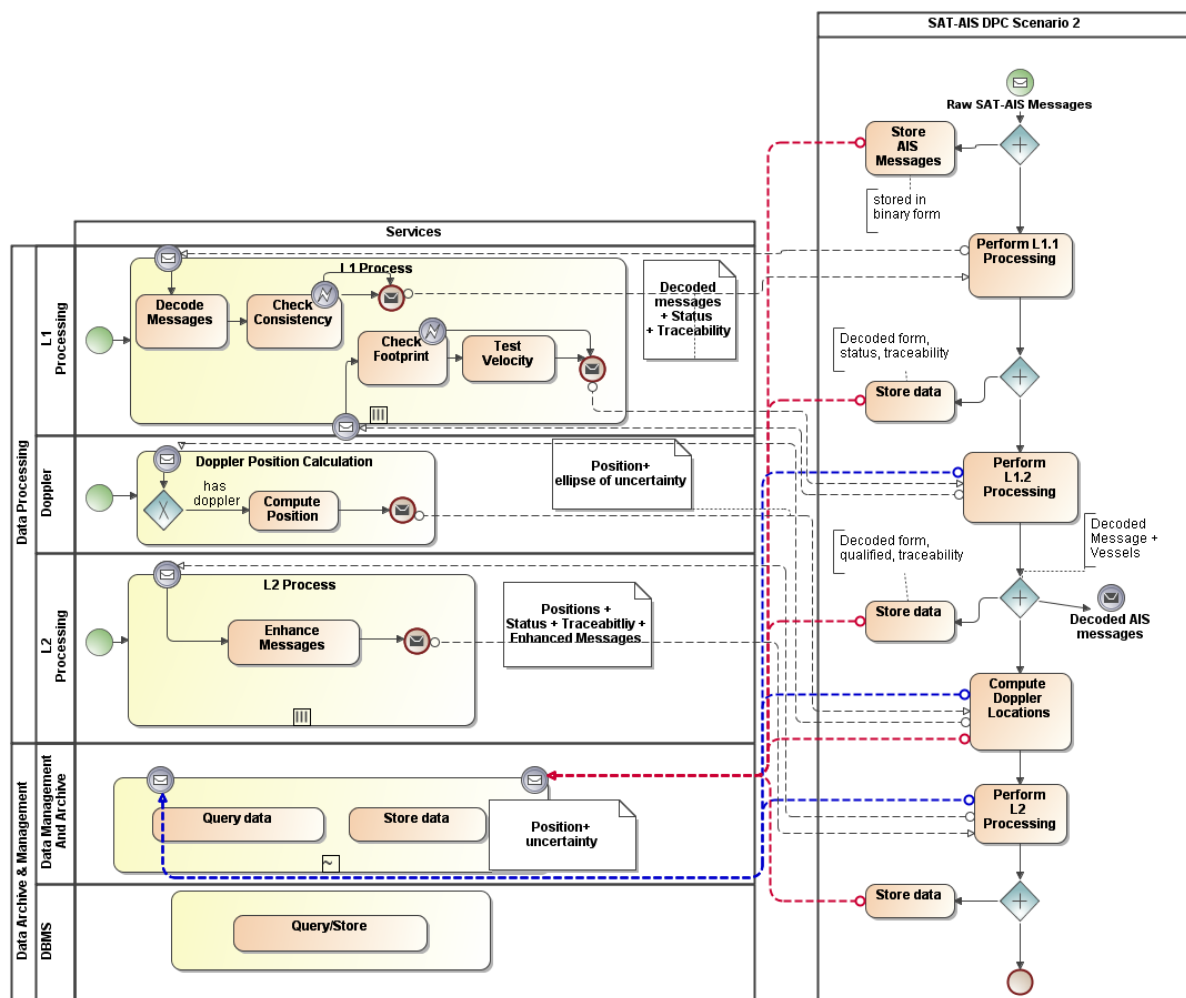 SAT-AIS DPC Scenario 2
Raw SAT-AIS Messages
Store
AIS
Messages
stored in
binary form
Perform L1.1
Processing
Decoded form,
status, traceability
Store data
Perform
L1.2
Processing
Decoded
Message +
Vessels
Decoded form,
qualified, traceability
Store data
Decoded AIS
messages
Compute
Doppler
Locations
Perform
L2
Processing
Store data
Services
Data Processing
L1
Processing
L1 Process
Decode
Messages
Check
Consistency
Check
Footprint
Test
Velocity
Decoded
messages
+ Status
+ Traceability
Doppler
Doppler Position Calculation
has
doppler
Compute
Position
Position+
ellipse of uncertainty
L2
Processing
L2 Process
Enhance
Messages
Positions +
Status + Traceabitliy +
Enhanced Messages
Data Archive & Management
Data Management
And Archive
Query data
Store data
Position+
uncertainty
~
DBMS
Query/Store